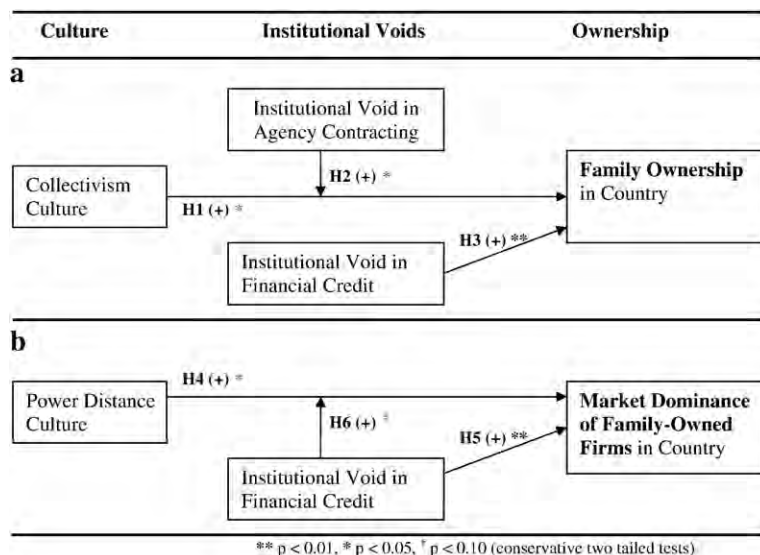 Culture Institutional Voids Ownership
a
Institutional Void in
Agency Contracting
H2 (+) *
Collectivism
Culture
H1 (+) *
Family Ownership
in Country
H3 (+) **
Institutional Void in
Financial Credit
b
H4 (+) *
Power Distance
Culture
Market Dominance
of Family-Owned
Firms in Country
H6 (+)
H5 (+) **
Institutional Void in
Financial Credit
** p < 0.01, * p < 0.05, † p < 0.10 (conservative two tailed tests)